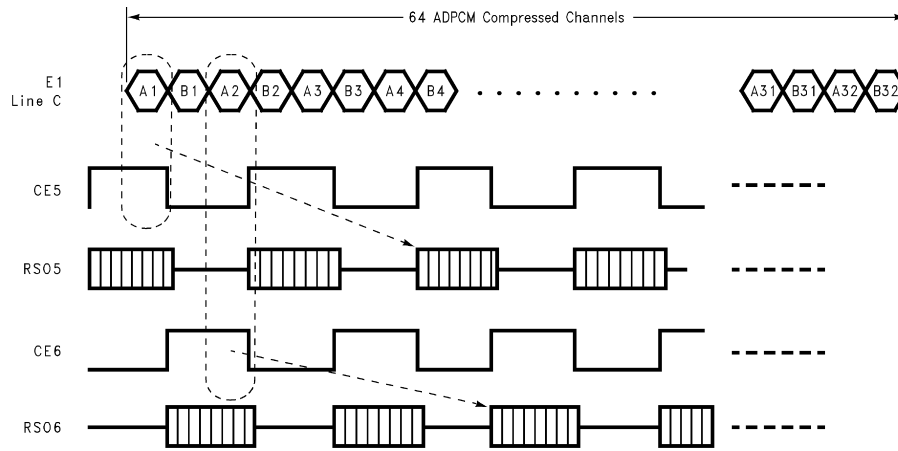 64 ADPCM Compressed Channels
E1
Line C
A1 B1 A2 B2 A3 B3 A4 B4 . . . . . . . . . . A31 B31 A32 B32
CE5
RSO5
CE6
RSO6